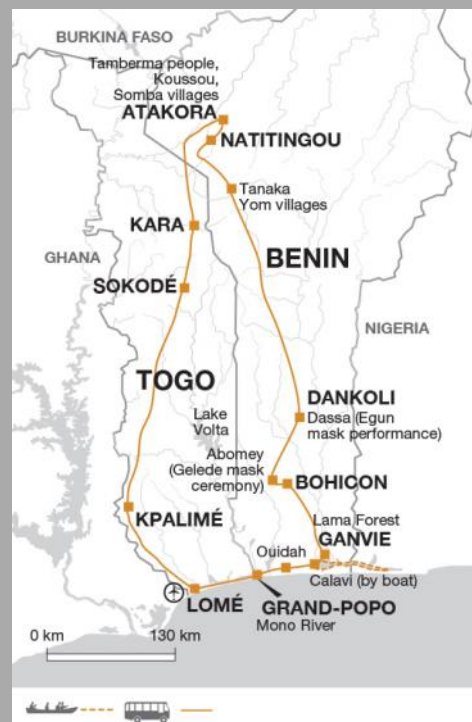 BURKINA FASO
Tamberma people,
Koussou,
Somba villages
ATAKORA
NATITINGOU
Tanaka
Yom villages
KARA
BENIN
GHANA
SOKODÉ
NIGERIA
TOGO
DANKOLI
Dassa (Egun
mask performance)
Lake
Volta
Abomey
(Gelede mask
ceremony)
BOHICON
KPALIMÉ
Lama Forest
GANVIE
Ouidah
Calavi (by boat)
LOMÉ
GRAND-POPO
Mono River
0 km 130 km